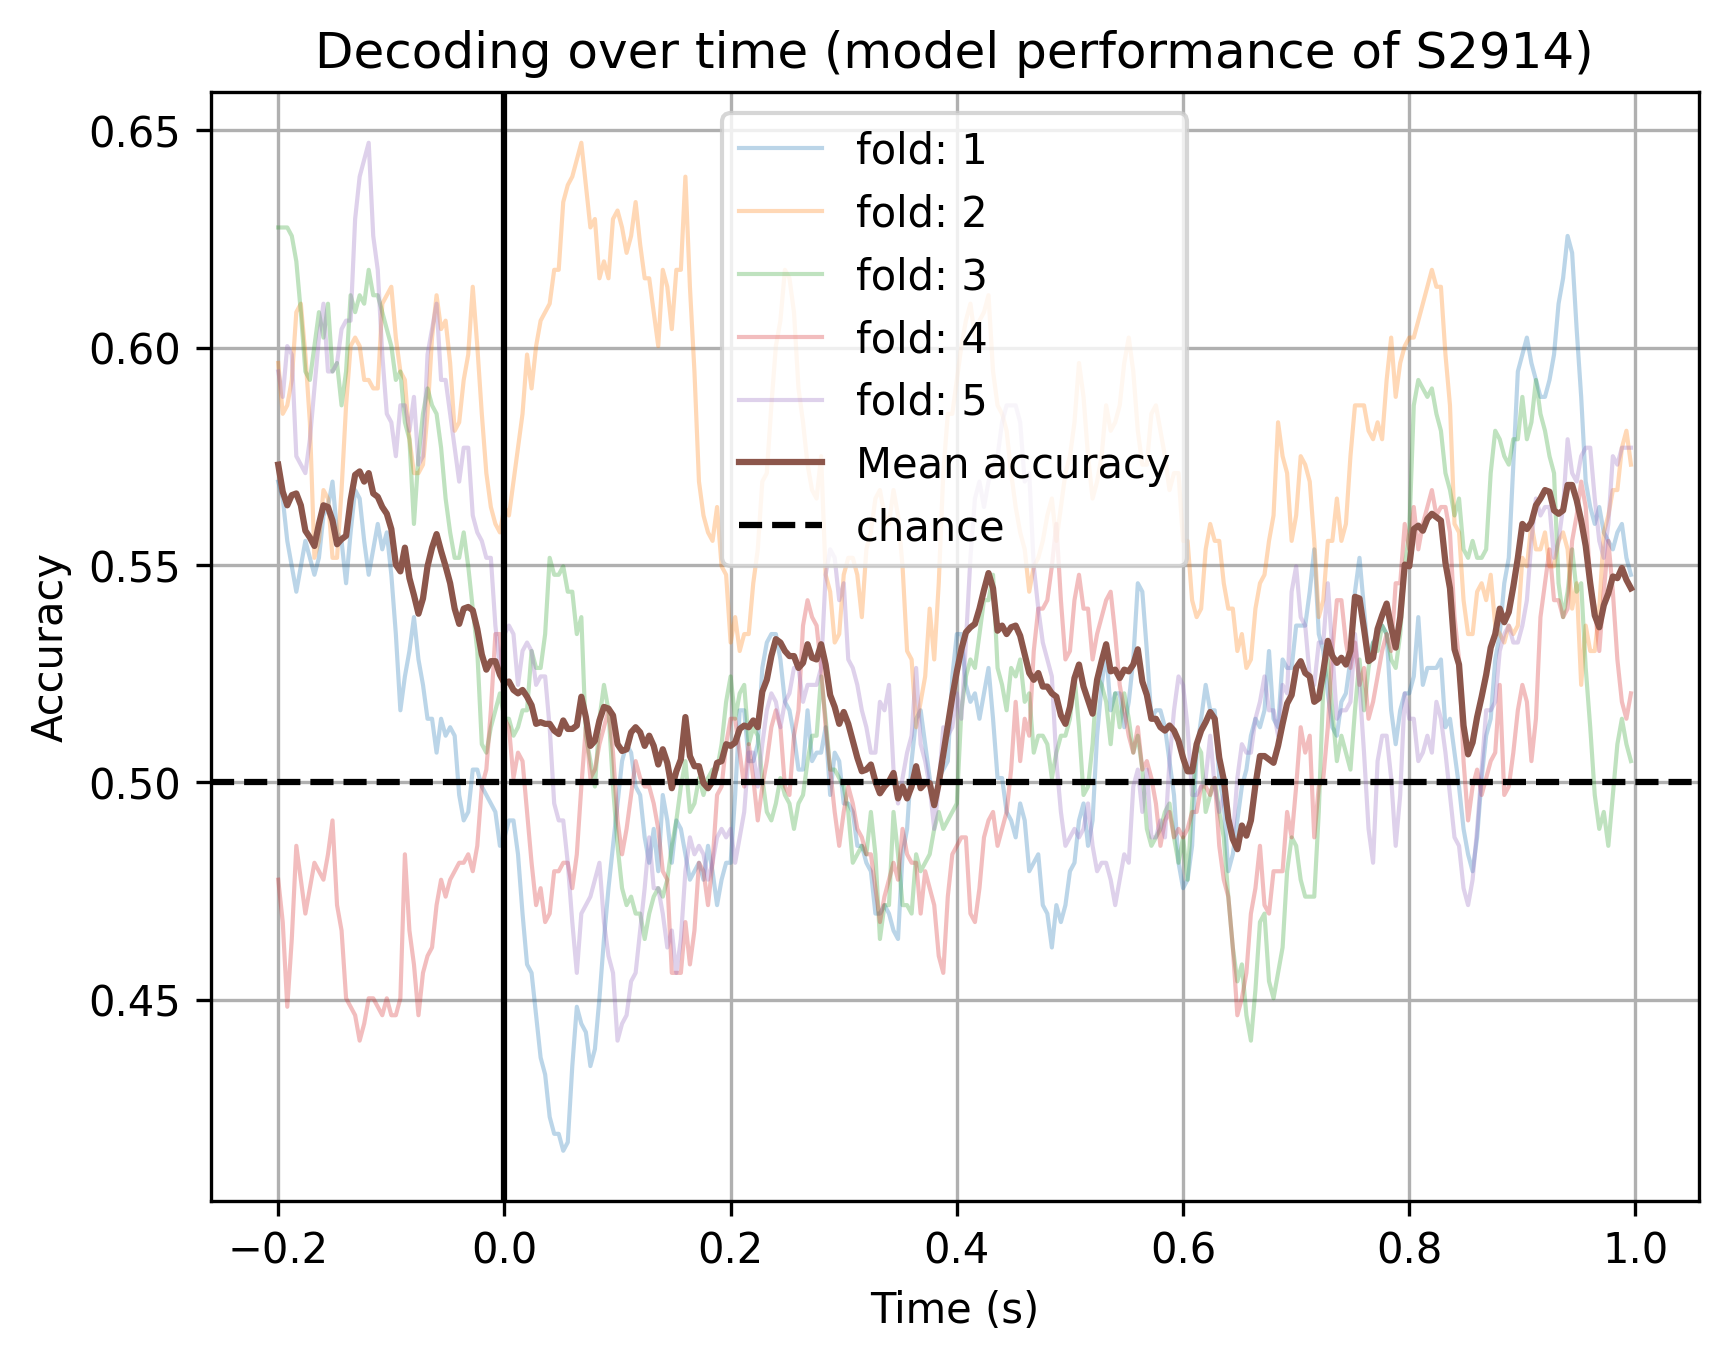 Decoding over time (model performance of S2914)
0.65
0.60
0.55
0.50
0.45
Accuracy
fold: 1
fold: 2
fold: 3
fold: 4
fold: 5
Mean accuracy
chance
−0.2 0.0 0.2 0.4 0.6 0.8 1.0
Time (s)